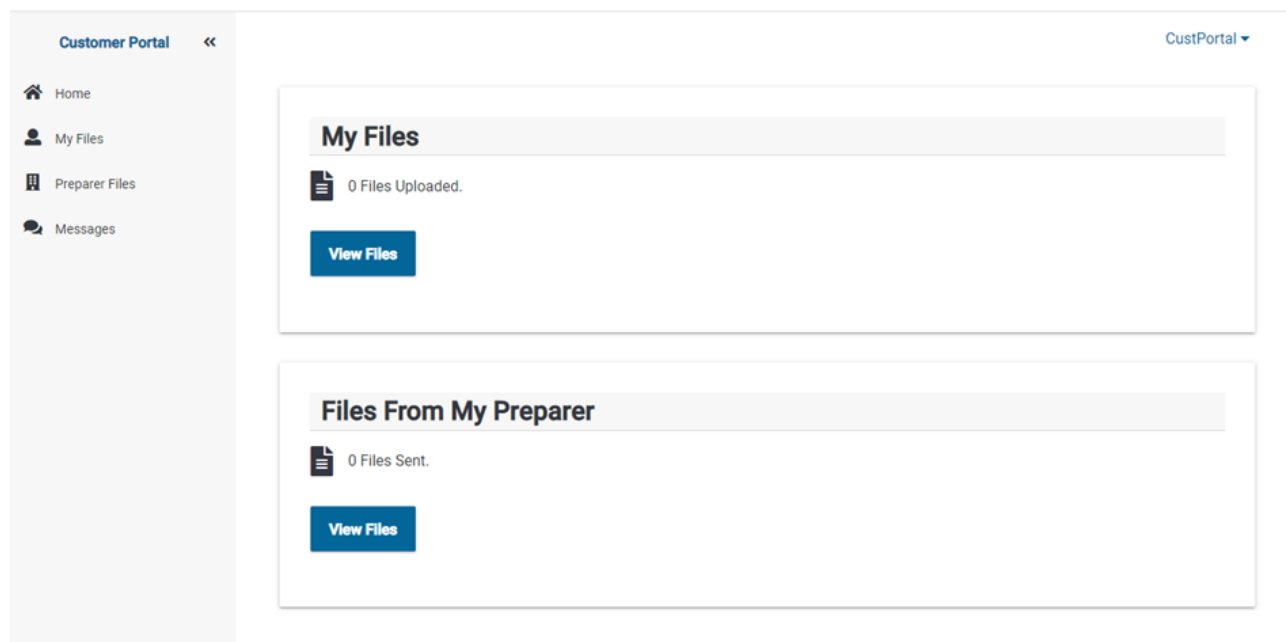 Customer Portal
CustPortal
Home
My Files
Preparer Files
Messages
My Files
0 Files Uploaded.
View Files
Files From My Preparer
0 Files Sent.
View Files